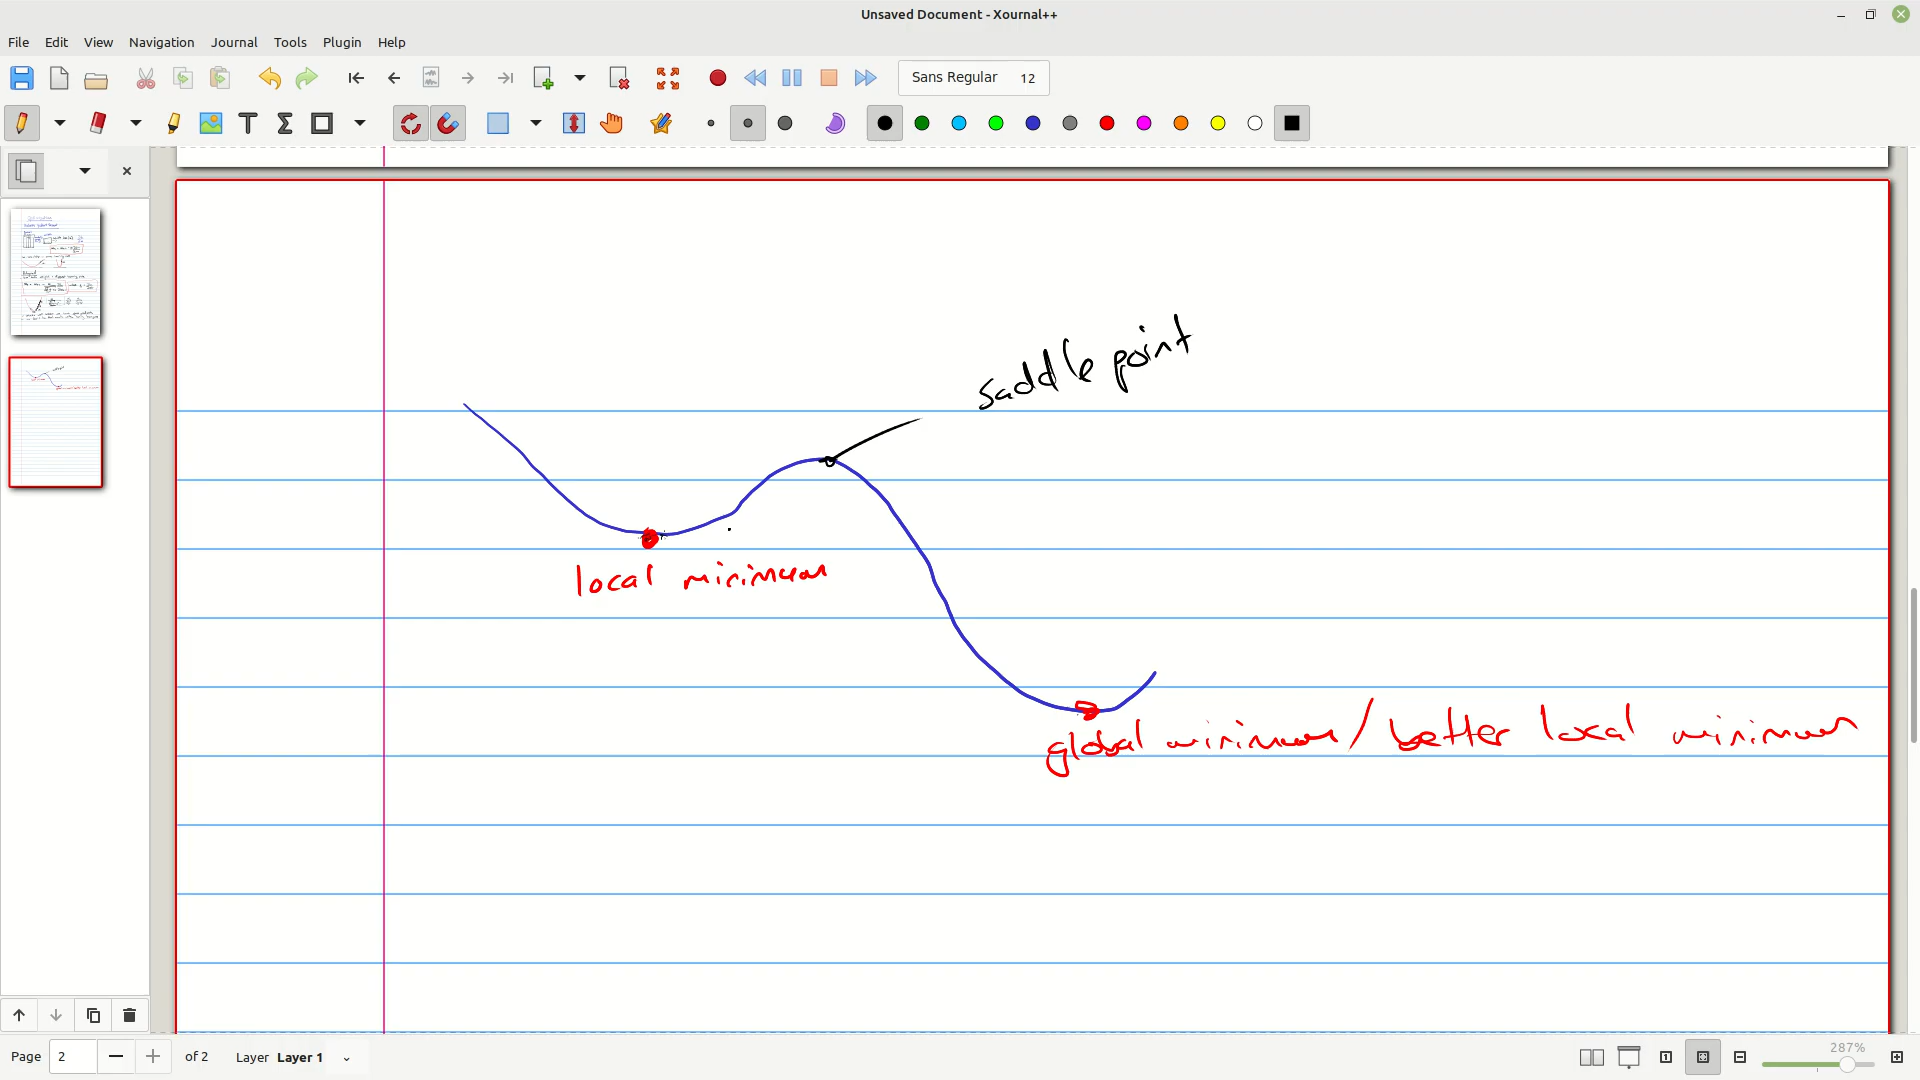 Unsaved Document - Xournal++
File Edit View Navigation Journal Tools Plugin Help
Sans Regular 12
saddle point
local minimum
global minimum / better local minimum
Page 2 of 2 Layer Layer 1
287%